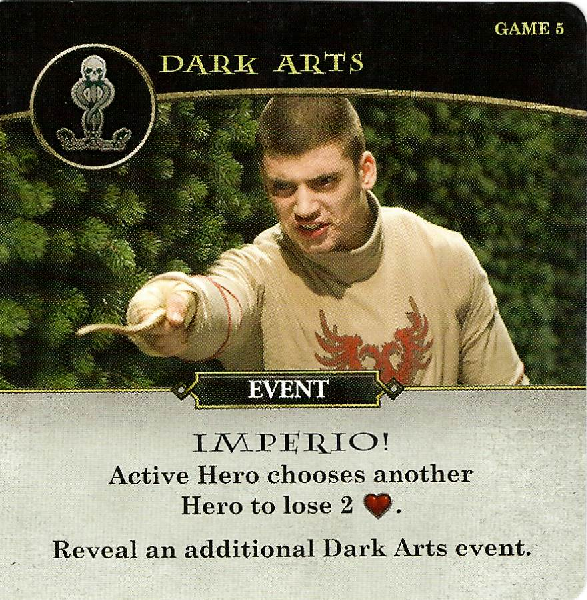 GAME 5
DARK ARTS
EVENT
IMPERIO!
Active Hero chooses another
Hero to lose 2 ❤.
Reveal an additional Dark Arts event.